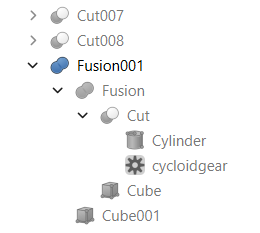 Cut007
Cut008
Fusion001
Fusion
Cut
Cylinder
cycloidgear
Cube
Cube001